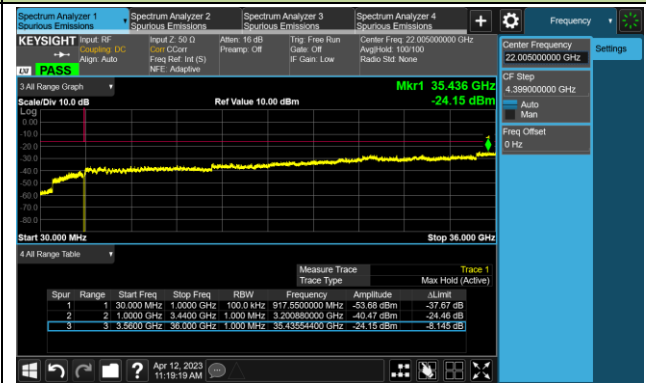 Spectrum Analyzer 1
Spurious Emissions
Spectrum Analyzer 2
Spurious Emissions
Spectrum Analyzer 3
Spurious Emissions
Spectrum Analyzer 4
Spurious Emissions
+
Frequency
KEYSIGHT
Input: RF
Coupling: DC
Align: Auto
Input Z: 50 Ω
Corr CCorr
Freq Ref: Int (S)
NFE: Adaptive
Atten: 16 dB
Preamp: Off
Trig: Free Run
Gate: Off
IF Gain: Low
Center Freq: 22.005000000 GHz
Avg|Hold: 100/100
Radio Std: None
LXI PASS
Center Frequency
22.005000000 GHz
Settings
CF Step
4.399000000 GHz
Auto
Man
Freq Offset
0 Hz
3 All Range Graph
Mkr1 35.436 GHz
-24.15 dBm
Scale/Div 10.0 dB
Ref Value 10.00 dBm
Log
0.00
-10.0
-20.0
-30.0
-40.0
-50.0
-60.0
-70.0
-80.0
1
Start 30.000 MHz
Stop 36.000 GHz
4 All Range Table
Measure Trace Trace 1
Trace Type Max Hold (Active)
Spur Range Start Freq Stop Freq RBW Frequency Amplitude ΔLimit
1 1 30.000 MHz 1.0000 GHz 100.0 kHz 917.5500000 MHz -53.68 dBm -37.67 dB
2 2 1.0000 GHz 3.4400 GHz 1.000 MHz 3.200880000 GHz -40.47 dBm -24.46 dB
3 3 3.5600 GHz 36.000 GHz 1.000 MHz 35.43554400 GHz -24.15 dBm -8.145 dB
?
Apr 12, 2023
11:19:19 AM